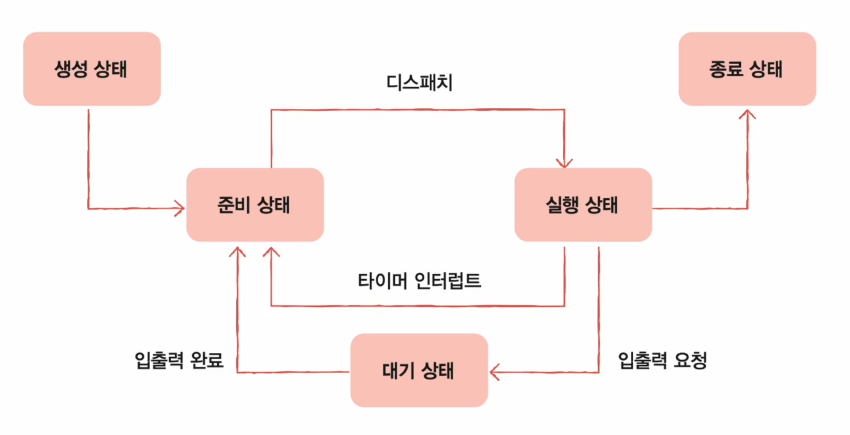 생성 상태
종료 상태
디스패치
준비 상태
실행 상태
타이머 인터럽트
입출력 완료
대기 상태
입출력 요청